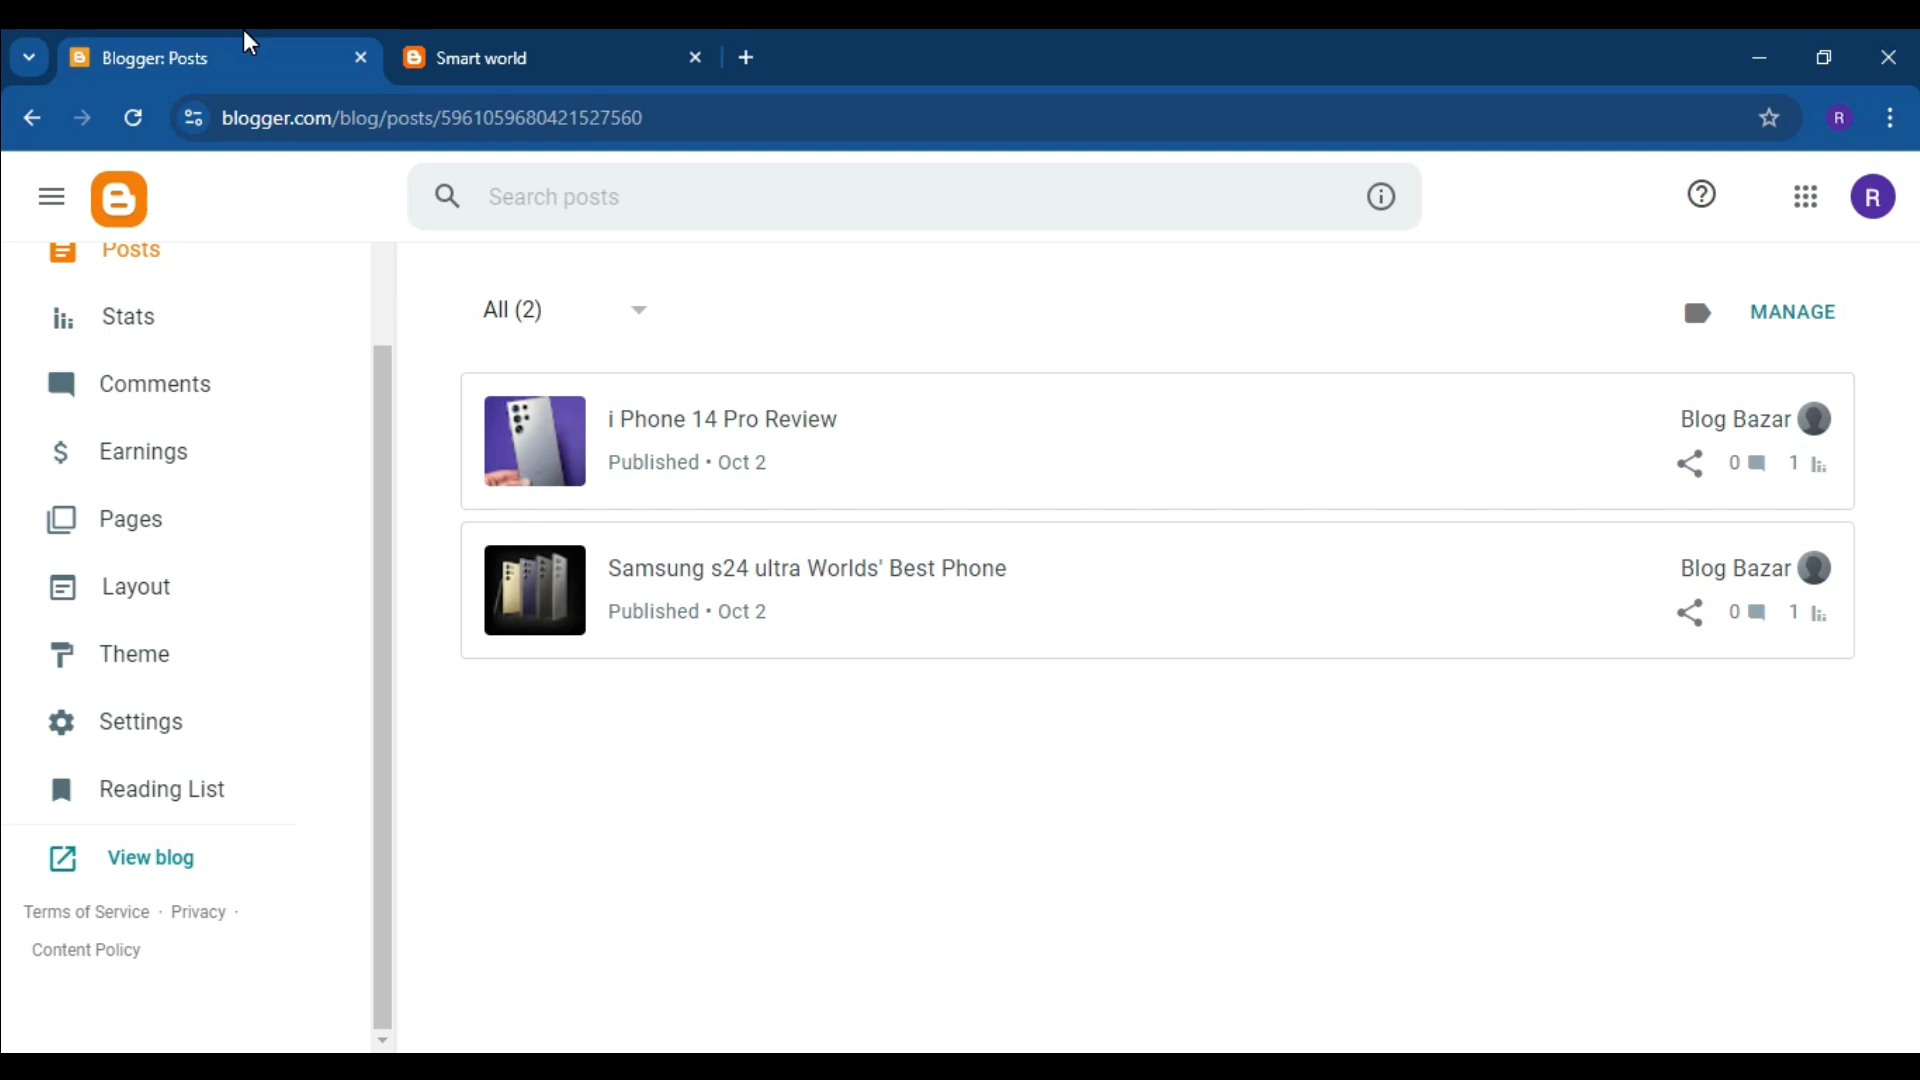 Blogger: Posts
Smart world
blogger.com/blog/posts/5961059680421527560
R
Search posts
R
Posts
Stats
Comments
Earnings
Pages
Layout
Theme
Settings
Reading List
View blog
Terms of Service · Privacy ·
Content Policy
All (2)
MANAGE
i Phone 14 Pro Review
Blog Bazar
Published • Oct 2
0 1
Samsung s24 ultra Worlds' Best Phone
Blog Bazar
Published • Oct 2
0 1